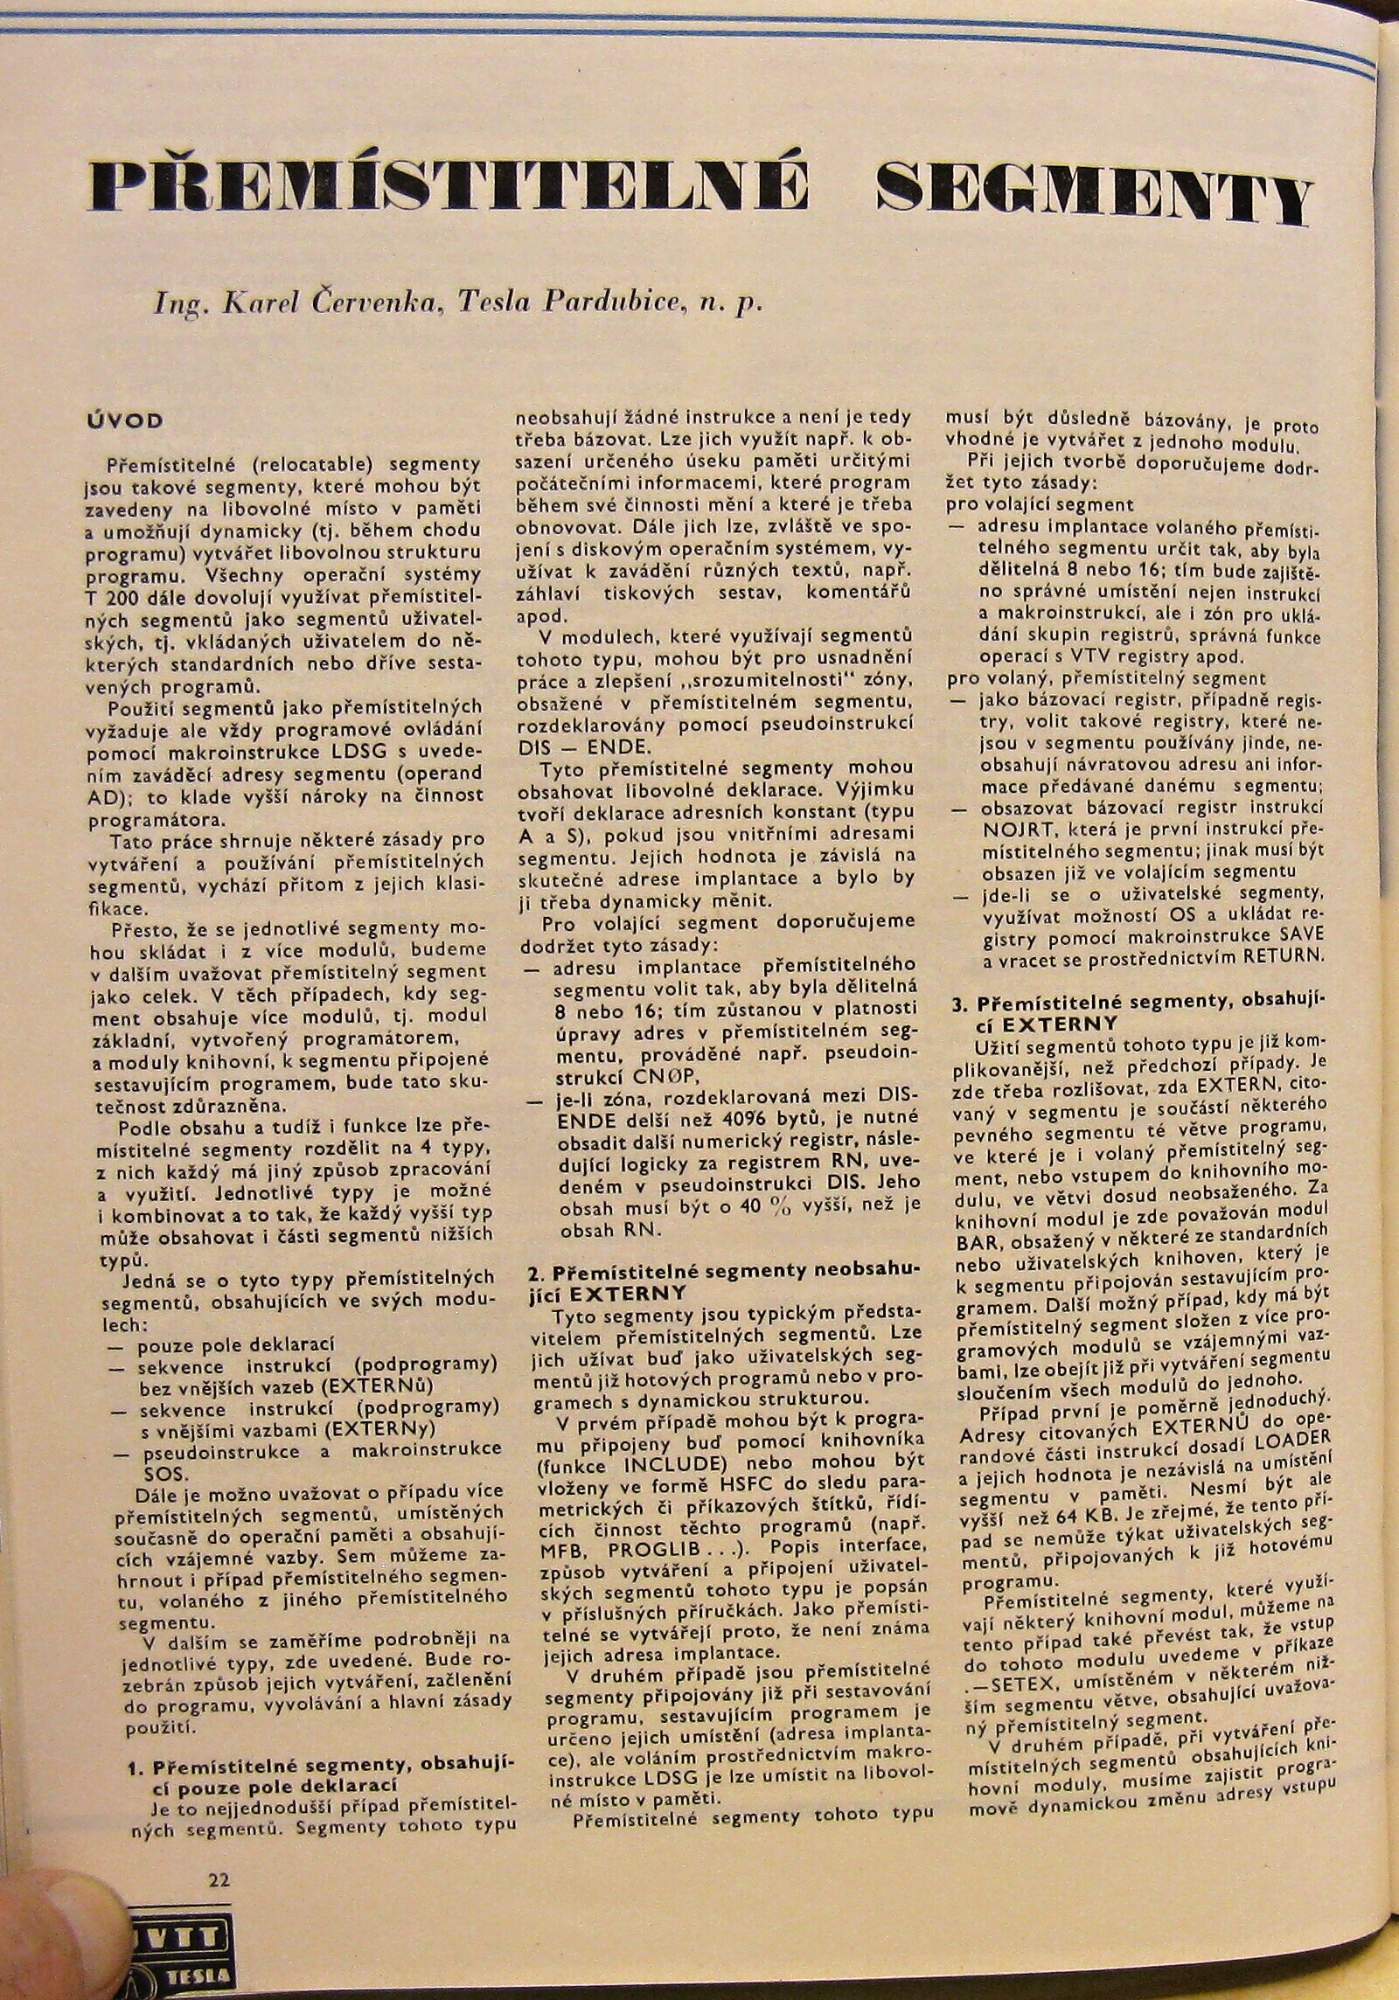 PŘEMÍSTITELNÉ SEGMENTY
Ing. Karel Červenka, Tesla Pardubice, n. p.
ÚVOD
Přemístitelné (relocatable) segmenty
jsou takové segmenty, které mohou být
zavedeny na libovolné místo v paměti
a umožňují dynamicky (tj. během chodu
programu) vytvářet libovolnou strukturu
programu. Všechny operační systémy
T 200 dále dovolují využívat přemístitel-
ných segmentů jako segmentů uživatel-
ských, tj. vkládaných uživatelem do ně-
kterých standardních nebo dříve sesta-
vených programů.
Použití segmentů jako přemístitelných
vyžaduje ale vždy programové ovládání
pomocí makroinstrukce LDSG s uvede-
ním zaváděcí adresy segmentu (operand
AD); to klade vyšší nároky na činnost
programátora.
Tato práce shrnuje některé zásady pro
vytváření a používání přemístitelných
segmentů, vychází přitom z jejich klasi-
fikace.
Přesto, že se jednotlivé segmenty mo-
hou skládat i z více modulů, budeme
v dalším uvažovat přemístitelný segment
jako celek. V těch případech, kdy seg-
ment obsahuje více modulů, tj. modul
základní, vytvořený programátorem,
a moduly knihovní, k segmentu připojené
sestavujícím programem, bude tato sku-
tečnost zdůrazněna.
Podle obsahu a tudíž i funkce lze pře-
místitelné segmenty rozdělit na 4 typy,
z nich každý má jiný způsob zpracování
a využití. Jednotlivé typy je možné
i kombinovat a to tak, že každý vyšší typ
může obsahovat i části segmentů nižších
typů.
Jedná se o tyto typy přemístitelných
segmentů, obsahujících ve svých modu-
lech:
— pouze pole deklarací
— sekvence instrukcí (podprogramy)
bez vnějších vazeb (EXTERNů)
— sekvence instrukcí (podprogramy)
s vnějšími vazbami (EXTERNy)
— pseudoinstrukce a makroinstrukce
SOS.
Dále je možno uvažovat o případu více
přemístitelných segmentů, umístěných
současně do operační paměti a obsahují-
cích vzájemné vazby. Sem můžeme za-
hrnout i případ přemístitelného segmen-
tu, volaného z jiného přemístitelného
segmentu.
V dalším se zaměříme podrobněji na
jednotlivé typy, zde uvedené. Bude ro-
zebrán způsob jejich vytváření, začlenění
do programu, vyvolávání a hlavní zásady
použití.
1. Přemístitelné segmenty, obsahují-
cí pouze pole deklarací
Je to nejjednodušší případ přemístitel-
ných segmentů. Segmenty tohoto typu
neobsahují žádné instrukce a není je tedy
třeba bázovat. Lze jich využít např. k ob-
sazení určeného úseku paměti určitými
počátečními informacemi, které program
během své činnosti mění a které je třeba
obnovovat. Dále jich lze, zvláště ve spo-
jení s diskovým operačním systémem, vy-
užívat k zavádění různých textů, např.
záhlaví tiskových sestav, komentářů
apod.
V modulech, které využívají segmentů
tohoto typu, mohou být pro usnadnění
práce a zlepšení ,,srozumitelnosti" zóny,
obsažené v přemístitelném segmentu,
rozdeklarovány pomocí pseudoinstrukcí
DIS — ENDE.
Tyto přemístitelné segmenty mohou
obsahovat libovolné deklarace. Výjimku
tvoří deklarace adresních konstant (typu
A a S), pokud jsou vnitřními adresami
segmentu. Jejich hodnota je závislá na
skutečné adrese implantace a bylo by
ji třeba dynamicky měnit.
Pro volající segment doporučujeme
dodržet tyto zásady:
— adresu implantace přemístitelného
segmentu volit tak, aby byla dělitelná
8 nebo 16; tím zůstanou v platnosti
úpravy adres v přemístitelném seg-
mentu, prováděné např. pseudoin-
strukcí CNØP,
— je-li zóna, rozdeklarovaná mezi DIS-
ENDE delší než 4096 bytů, je nutné
obsadit další numerický registr, násle-
dující logicky za registrem RN, uve-
deném v pseudoinstrukci DIS. Jeho
obsah musí být o 40 % vyšší, než je
obsah RN.
2. Přemístitelné segmenty neobsahu-
jící EXTERNY
Tyto segmenty jsou typickým předsta-
vitelem přemístitelných segmentů. Lze
jich užívat buď jako uživatelských seg-
mentů již hotových programů nebo v pro-
gramech s dynamickou strukturou.
V prvém případě mohou být k progra-
mu připojeny buď pomocí knihovníka
(funkce INCLUDE) nebo mohou být
vloženy ve formě HSFC do sledu para-
metrických či příkazových štítků, řídí-
cích činnost těchto programů (např.
MFB, PROGLIB...). Popis interface,
způsob vytváření a připojení uživatel-
ských segmentů tohoto typu je popsán
v příslušných příručkách. Jako přemísti-
telné se vytvářejí proto, že není známa
jejich adresa implantace.
V druhém případě jsou přemístitelné
segmenty připojovány již při sestavování
programu, sestavujícím programem je
určeno jejich umístění (adresa implanta-
ce), ale voláním prostřednictvím makro-
instrukce LDSG je lze umístit na libovol-
né místo v paměti.
Přemístitelné segmenty tohoto typu
musí být důsledně bázovány, je proto
vhodné je vytvářet z jednoho modulu.
Při jejich tvorbě doporučujeme dodr-
žet tyto zásady:
pro volající segment
— adresu implantace volaného přemísti-
telného segmentu určit tak, aby byla
dělitelná 8 nebo 16; tím bude zajiště-
no správné umístění nejen instrukcí
a makroinstrukcí, ale i zón pro uklá-
dání skupin registrů, správná funkce
operací s VTV registry apod.
pro volaný, přemístitelný segment
— jako bázovací registr, případně regis-
try, volit takové registry, které ne-
jsou v segmentu používány jinde, ne-
obsahují návratovou adresu ani infor-
mace předávané danému segmentu;
— obsazovat bázovací registr instrukcí
NOJRT, která je první instrukcí pře-
místitelného segmentu; jinak musí být
obsazen již ve volajícím segmentu
— jde-li se o uživatelské segmenty,
využívat možností OS a ukládat re-
gistry pomocí makroinstrukce SAVE
a vracet se prostřednictvím RETURN.
3. Přemístitelné segmenty, obsahují-
cí EXTERNY
Užití segmentů tohoto typu je již kom-
plikovanější, než předchozí případy. Je
zde třeba rozlišovat, zda EXTERN, cito-
vaný v segmentu je součástí některého
pevného segmentu té větve programu,
ve které je i volaný přemístitelný seg-
ment, nebo vstupem do knihovního mo-
dulu, ve větvi dosud neobsaženého. Za
knihovní modul je zde považován modul
BAR, obsažený v některé ze standardních
nebo uživatelských knihoven, který je
k segmentu připojován sestavujícím pro-
gramem. Další možný případ, kdy má být
přemístitelný segment složen z více pro-
gramových modulů se vzájemnými vaz-
bami, lze obejít již při vytváření segmentu
sloučením všech modulů do jednoho.
Případ první je poměrně jednoduchý.
Adresy citovaných EXTERNŮ do ope-
randové části instrukcí dosadí LOADER
a jejich hodnota je nezávislá na umístění
segmentu v paměti. Nesmí být ale
vyšší než 64 KB. Je zřejmé, že tento pří-
pad se nemůže týkat uživatelských seg-
mentů, připojovaných k již hotovému
programu.
Přemístitelné segmenty, které využí-
vají některý knihovní modul, můžeme na
tento případ také převést tak, že vstup
do tohoto modulu uvedeme v příkaze
.—SETEX, umístěném v některém niž-
ším segmentu větve, obsahující uvažova-
ný přemístitelný segment.
V druhém případě, při vytváření pře-
místitelných segmentů obsahujících kni-
hovní moduly, musíme zajistit progra-
mově dynamickou změnu adresy vstupu
22
VTT
TESLA